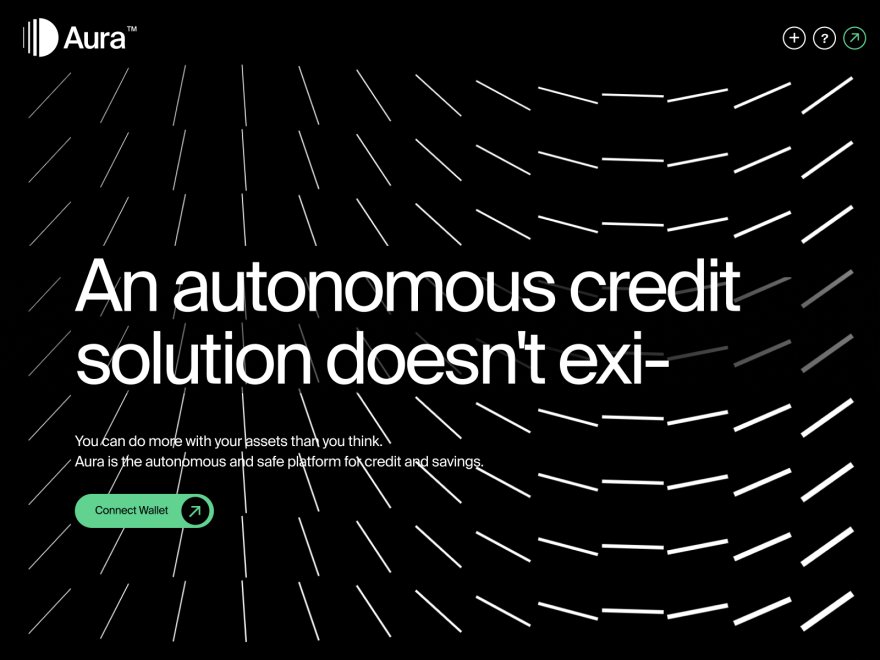 Aura™
+ ?
An autonomous credit
solution doesn't exi-
You can do more with your assets than you think.
Aura is the autonomous and safe platform for credit and savings.
Connect Wallet